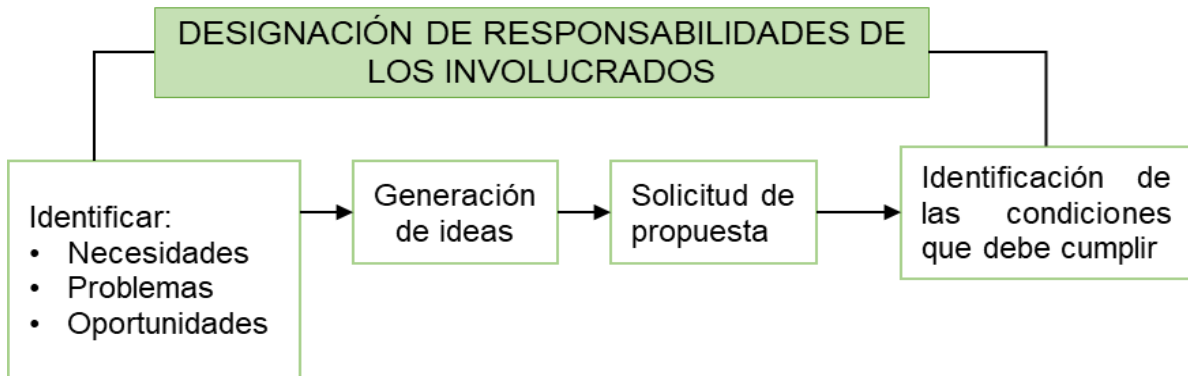 DESIGNACIÓN DE RESPONSABILIDADES DE
LOS INVOLUCRADOS
Identificar:
• Necesidades
• Problemas
• Oportunidades
Generación
de ideas
Solicitud de
propuesta
Identificación de
las condiciones
que debe cumplir